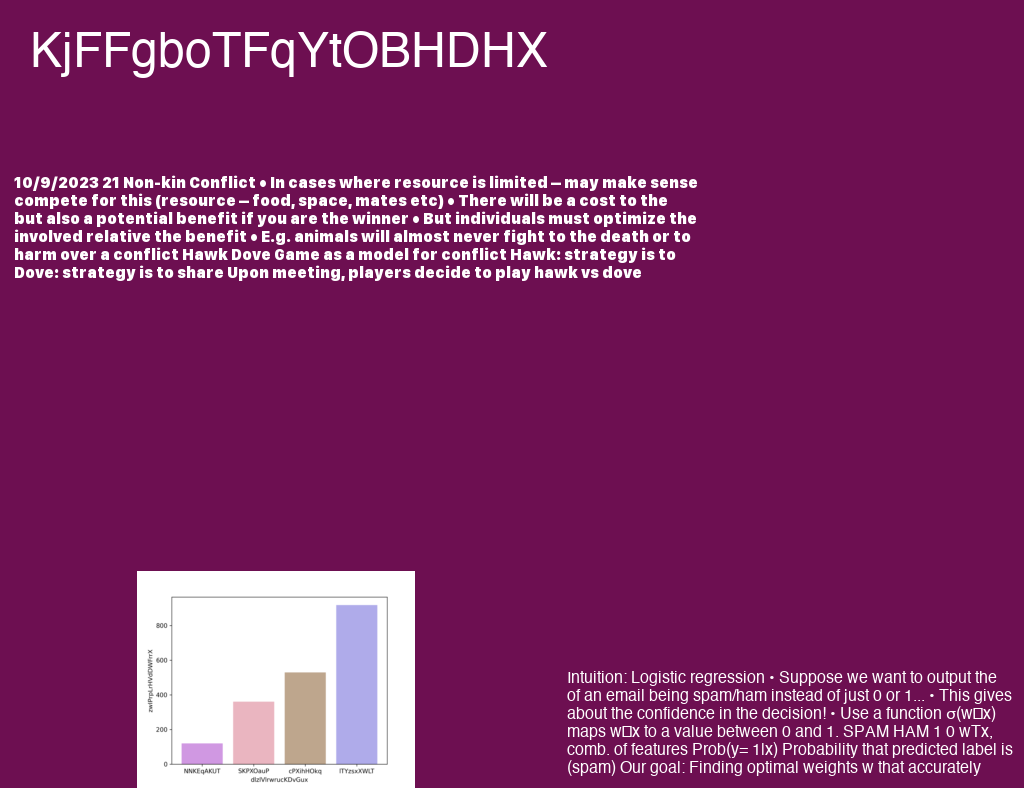 KjFFgboTFqYtOBHDHX
10/9/2023 21 Non-kin Conflict • In cases where resource is limited – may make sense
compete for this (resource – food, space, mates etc) • There will be a cost to the
but also a potential benefit if you are the winner • But individuals must optimize the
involved relative the benefit • E.g. animals will almost never fight to the death or to
harm over a conflict Hawk Dove Game as a model for conflict Hawk: strategy is to
Dove: strategy is to share Upon meeting, players decide to play hawk vs dove
800
600
400
200
0
zwlPrpLrHVdDWFrrX
NNKEqAKUT SKPXOauP cPXihHOkq ITYzsxXWLT
dlzlVlrwrucKDvGux
Intuition: Logistic regression • Suppose we want to output the
of an email being spam/ham instead of just 0 or 1... • This gives
about the confidence in the decision! • Use a function σ(w□x)
maps w□x to a value between 0 and 1. SPAM HAM 1 0 wTx,
comb. of features Prob(y= 1|x) Probability that predicted label is
(spam) Our goal: Finding optimal weights w that accurately